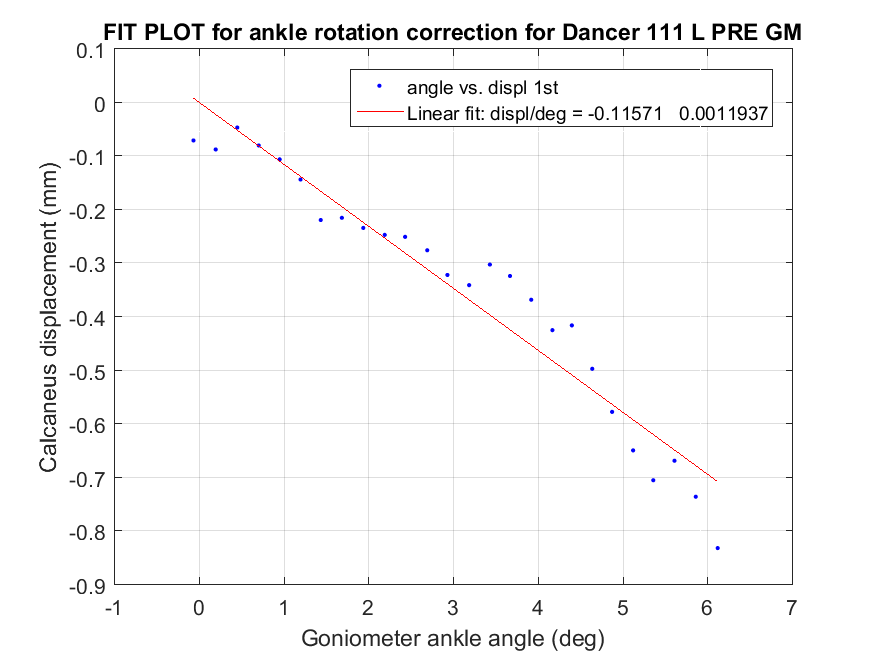 FIT PLOT for ankle rotation correction for Dancer 111 L PRE GM
0.1
0
-0.1
-0.2
-0.3
-0.4
-0.5
-0.6
-0.7
-0.8
-0.9
Calcaneus displacement (mm)
angle vs. displ 1st
Linear fit: displ/deg = -0.11571 0.0011937
-1 0 1 2 3 4 5 6 7
Goniometer ankle angle (deg)